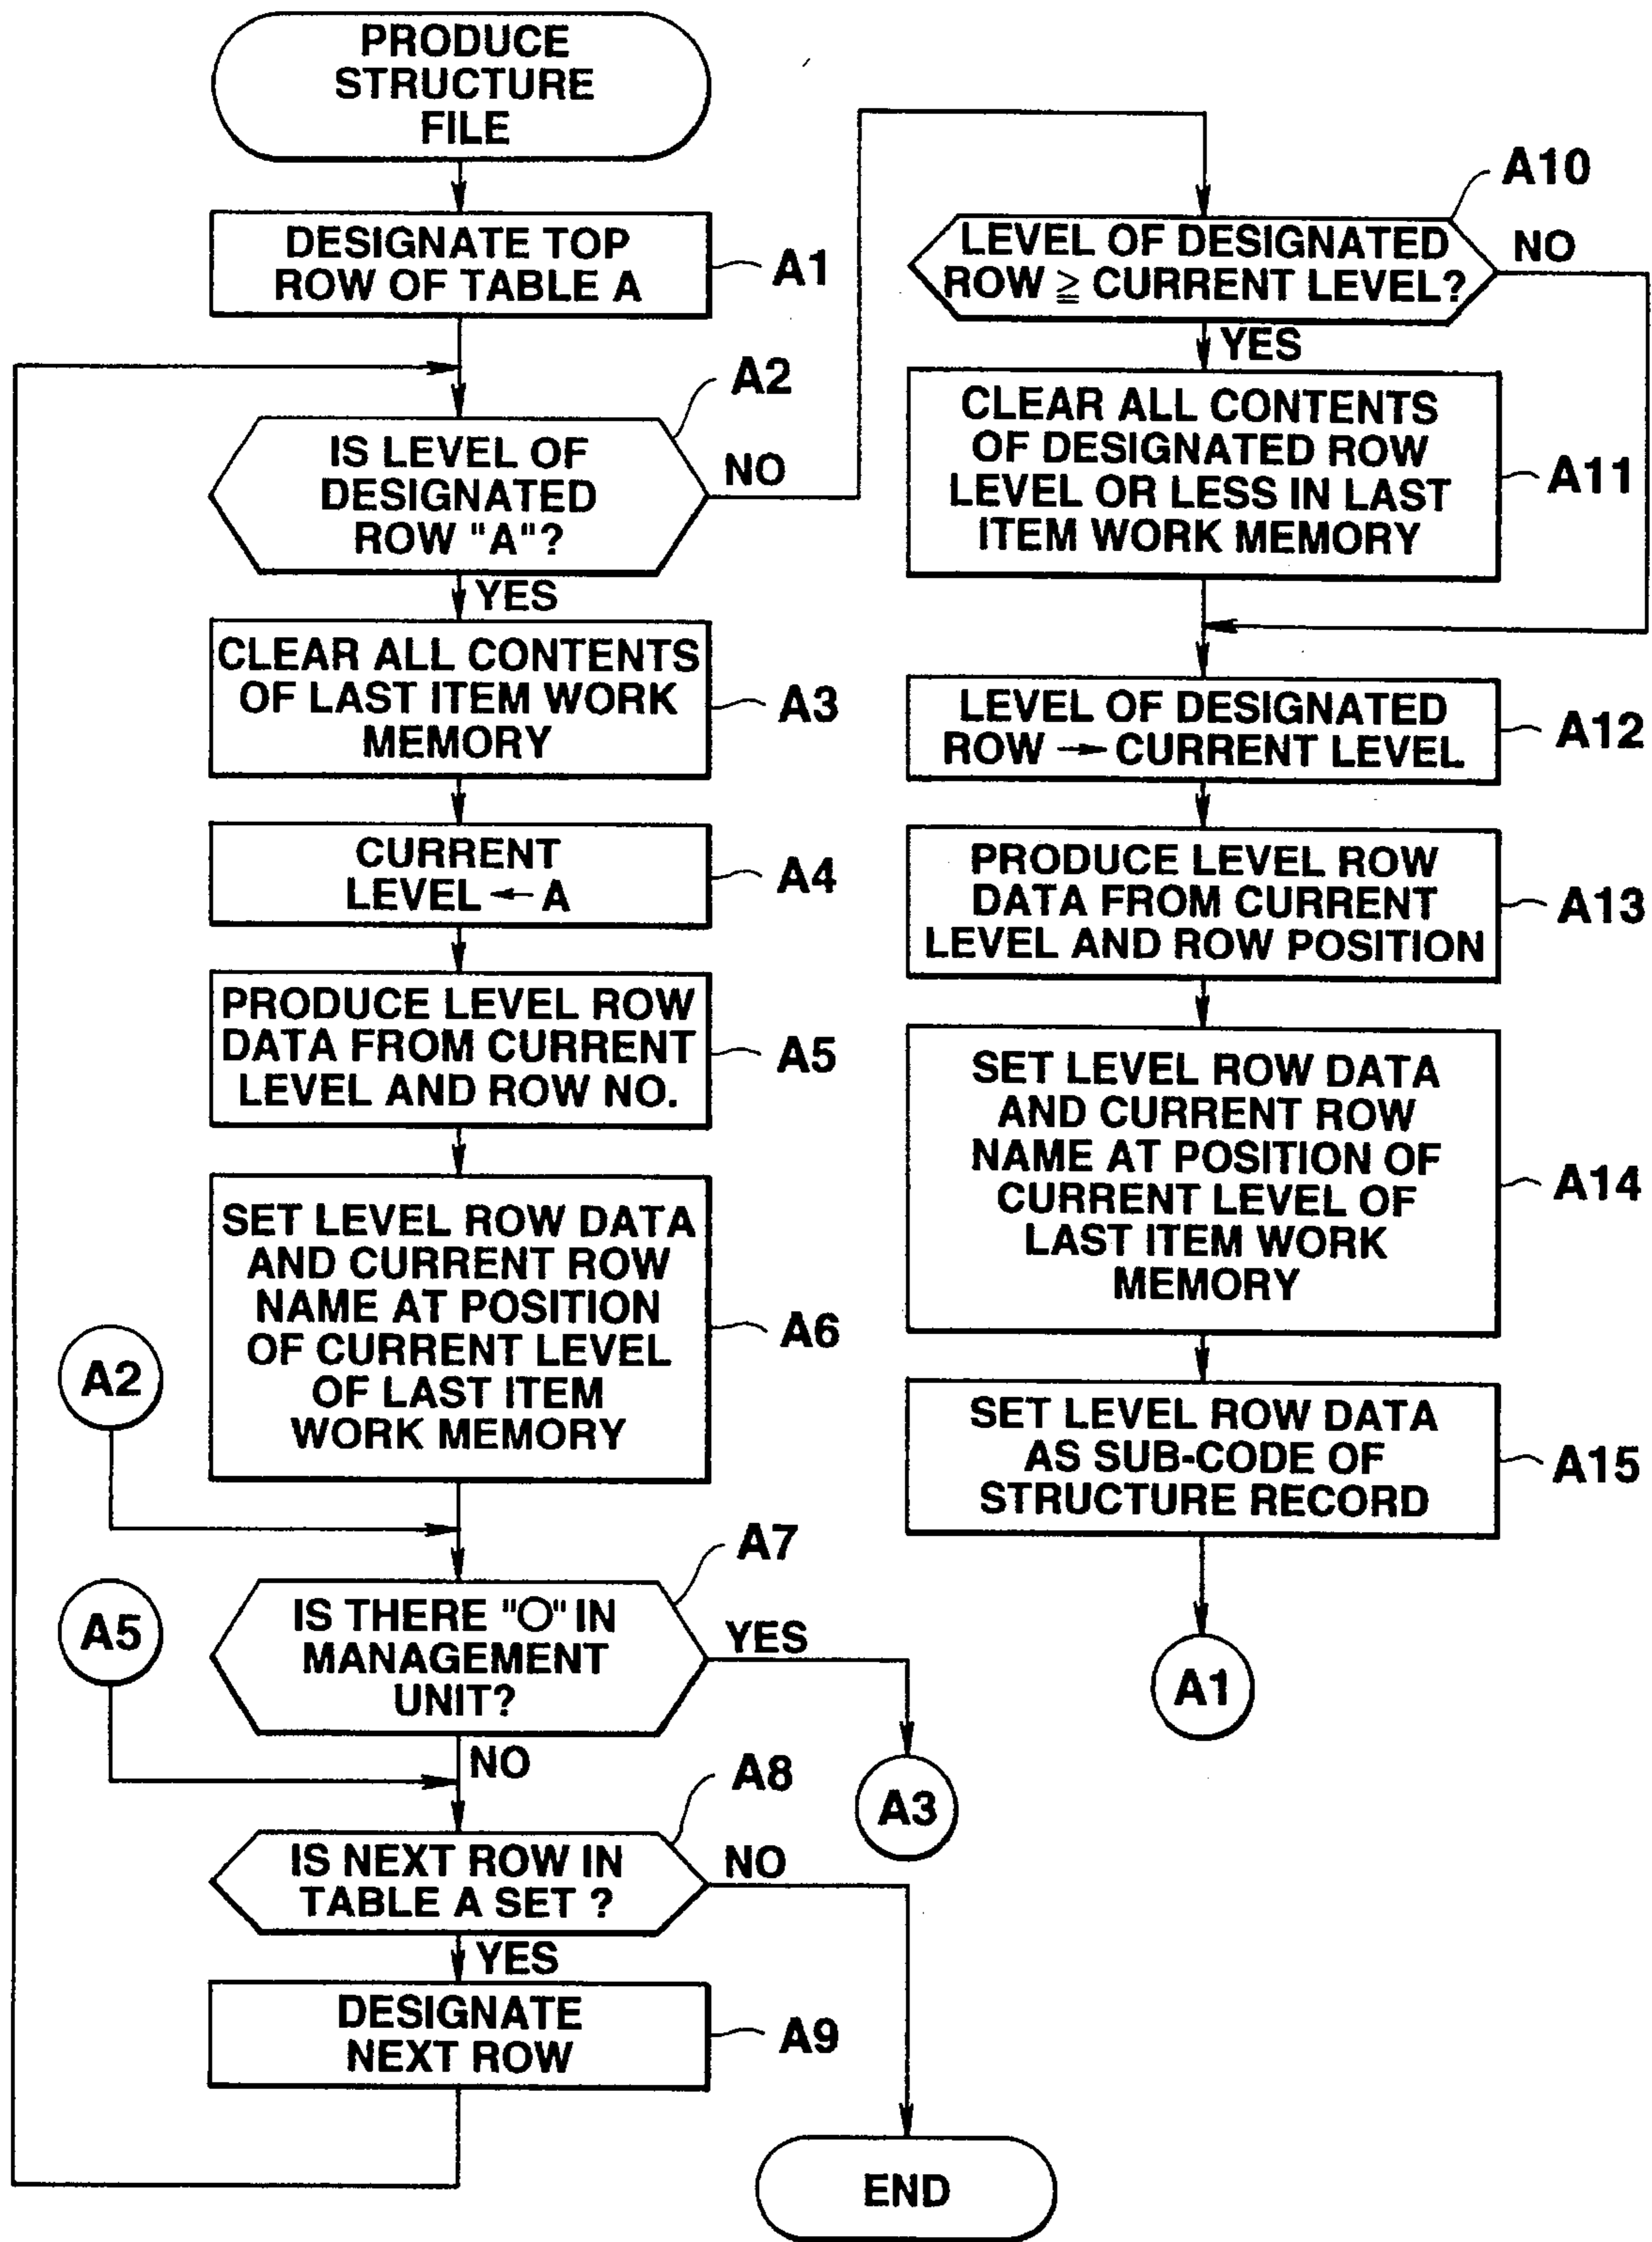 PRODUCE
STRUCTURE
FILE
DESIGNATE TOP
ROW OF TABLE A
A1
IS LEVEL OF
DESIGNATED
ROW "A"?
A2
NO
YES
CLEAR ALL CONTENTS
OF LAST ITEM WORK
MEMORY
A3
CURRENT
LEVEL ← A
A4
PRODUCE LEVEL ROW
DATA FROM CURRENT
LEVEL AND ROW NO.
A5
SET LEVEL ROW DATA
AND CURRENT ROW
NAME AT POSITION
OF CURRENT LEVEL
OF LAST ITEM
WORK MEMORY
A6
A2
IS THERE "O" IN
MANAGEMENT
UNIT?
A7
YES
A5
NO
A3
IS NEXT ROW IN
TABLE A SET ?
A8
NO
YES
DESIGNATE
NEXT ROW
A9
END
LEVEL OF DESIGNATED
ROW ≧ CURRENT LEVEL?
A10
NO
YES
CLEAR ALL CONTENTS
OF DESIGNATED ROW
LEVEL OR LESS IN LAST
ITEM WORK MEMORY
A11
LEVEL OF DESIGNATED
ROW → CURRENT LEVEL
A12
PRODUCE LEVEL ROW
DATA FROM CURRENT
LEVEL AND ROW POSITION
A13
SET LEVEL ROW DATA
AND CURRENT ROW
NAME AT POSITION OF
CURRENT LEVEL OF
LAST ITEM WORK
MEMORY
A14
SET LEVEL ROW DATA
AS SUB-CODE OF
STRUCTURE RECORD
A15
A1